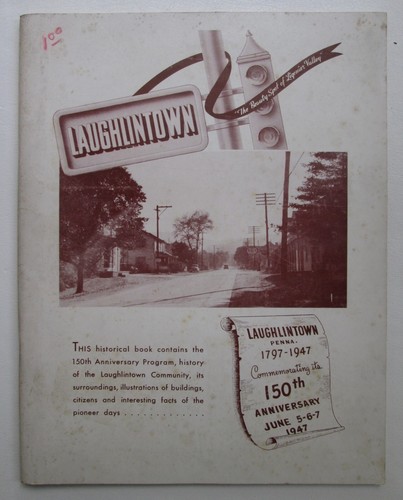 1⁰⁰
"The Beauty Spot of Ligonier Valley"
LAUGHLINTOWN
THIS historical book contains the
150th Anniversary Program, history
of the Laughlintown Community, its
surroundings, illustrations of buildings,
citizens and interesting facts of the
pioneer days . . . . . . . . . . . . . .
LAUGHLINTOWN
PENNA.
1797-1947
Commemorating its
150th
ANNIVERSARY
JUNE 5-6-7
1947